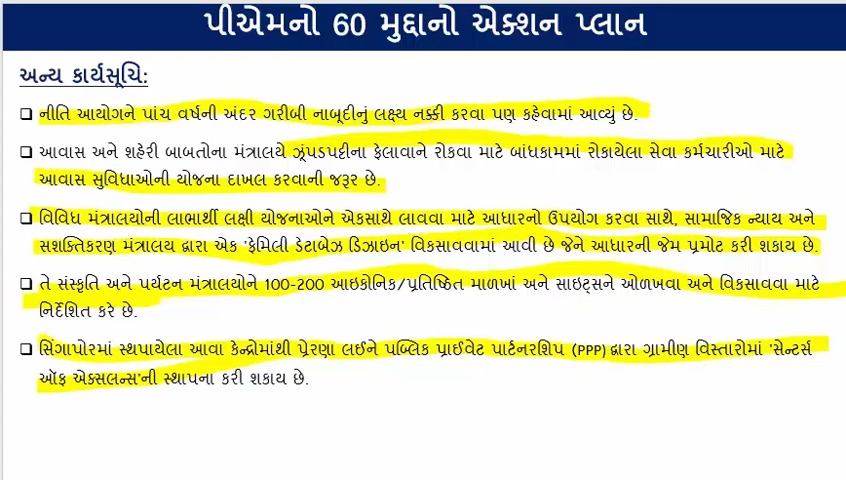 પીએમનો 60 મુદ્દાનો એક્શન પ્લાન
અન્ય કાર્યસૂચિ:
❑ નીતિ આયોગને પાંચ વર્ષની અંદર ગરીબી નાબૂદીનું લક્ષ્ય નક્કી કરવા પણ કહેવામાં આવ્યું છે.
❑ આવાસ અને શહેરી બાબતોના મંત્રાલયે ઝૂંપડપટ્ટીના ફેલાવાને રોકવા માટે બાંધકામમાં રોકાયેલા સેવા કર્મચારીઓ માટે
આવાસ સુવિધાઓની યોજના દાખલ કરવાની જરૂર છે.
❑ વિવિધ મંત્રાલયોની લાભાર્થી લક્ષી યોજનાઓને એકસાથે લાવવા માટે આધારનો ઉપયોગ કરવા સાથે, સામાજિક ન્યાય અને
સશક્તિકરણ મંત્રાલય દ્વારા એક 'ફેમિલી ડેટાબેઝ ડિઝાઇન' વિકસાવવામાં આવી છે જેને આધારની જેમ પ્રમોટ કરી શકાય છે.
❑ તે સંસ્કૃતિ અને પર્યટન મંત્રાલયોને 100-200 આઇકોનિક/પ્રતિષ્ઠિત માળખાં અને સાઇટ્સને ઓળખવા અને વિકસાવવા માટે
નિર્દેશિત કરે છે.
❑ સિંગાપોરમાં સ્થપાયેલા આવા કેન્દ્રોમાંથી પ્રેરણા લઈને પબ્લિક પ્રાઈવેટ પાર્ટનરશિપ (PPP) દ્વારા ગ્રામીણ વિસ્તારોમાં 'સેન્ટર્સ
ઑફ એક્સલન્સ'ની સ્થાપના કરી શકાય છે.